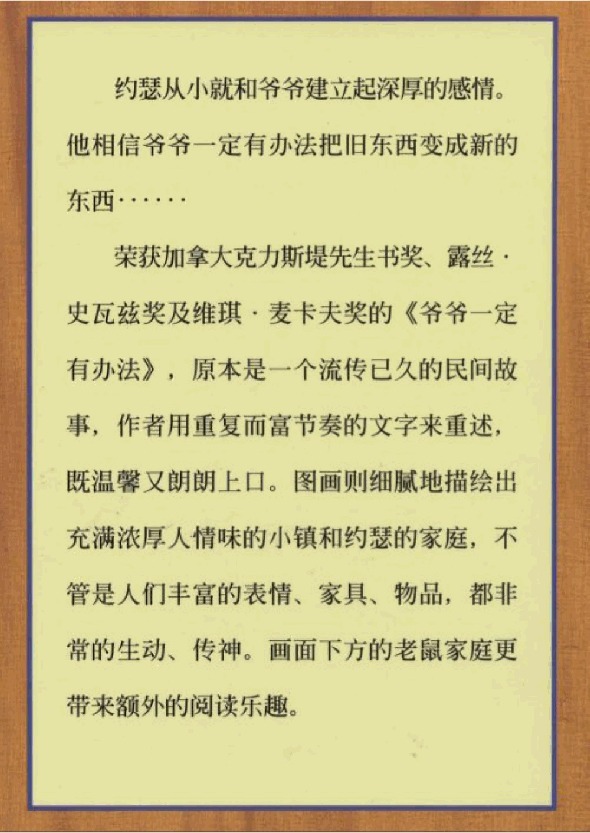 约瑟从小就和爷爷建立起深厚的感情。
他相信爷爷一定有办法把旧东西变成新的
东西······
荣获加拿大克力斯堤先生书奖、露丝·
史瓦兹奖及维琪·麦卡夫奖的《爷爷一定
有办法》，原本是一个流传已久的民间故
事，作者用重复而富节奏的文字来重述，
既温馨又朗朗上口。图画则细腻地描绘出
充满浓厚人情味的小镇和约瑟的家庭，不
管是人们丰富的表情、家具、物品，都非
常的生动、传神。画面下方的老鼠家庭更
带来额外的阅读乐趣。